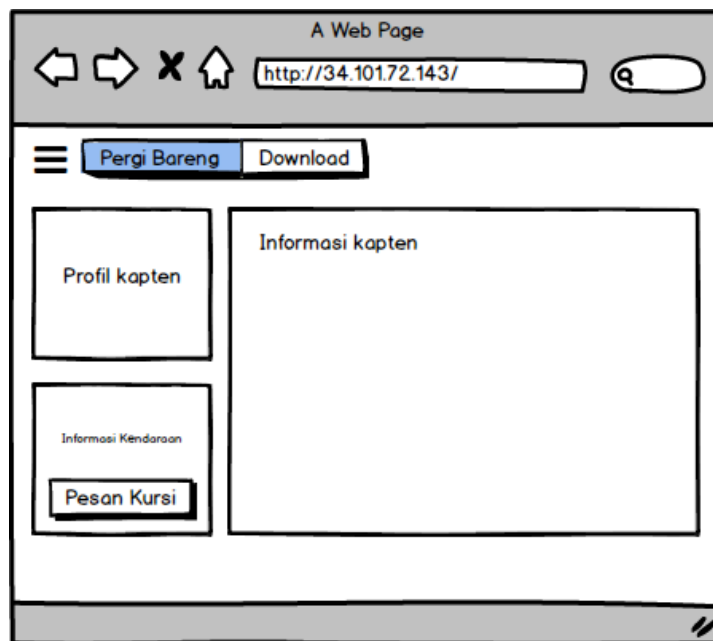 A Web Page
http://34.101.72.143/
Pergi Bareng Download
Profil kapten
Informasi kapten
Informasi Kendaraan
Pesan Kursi